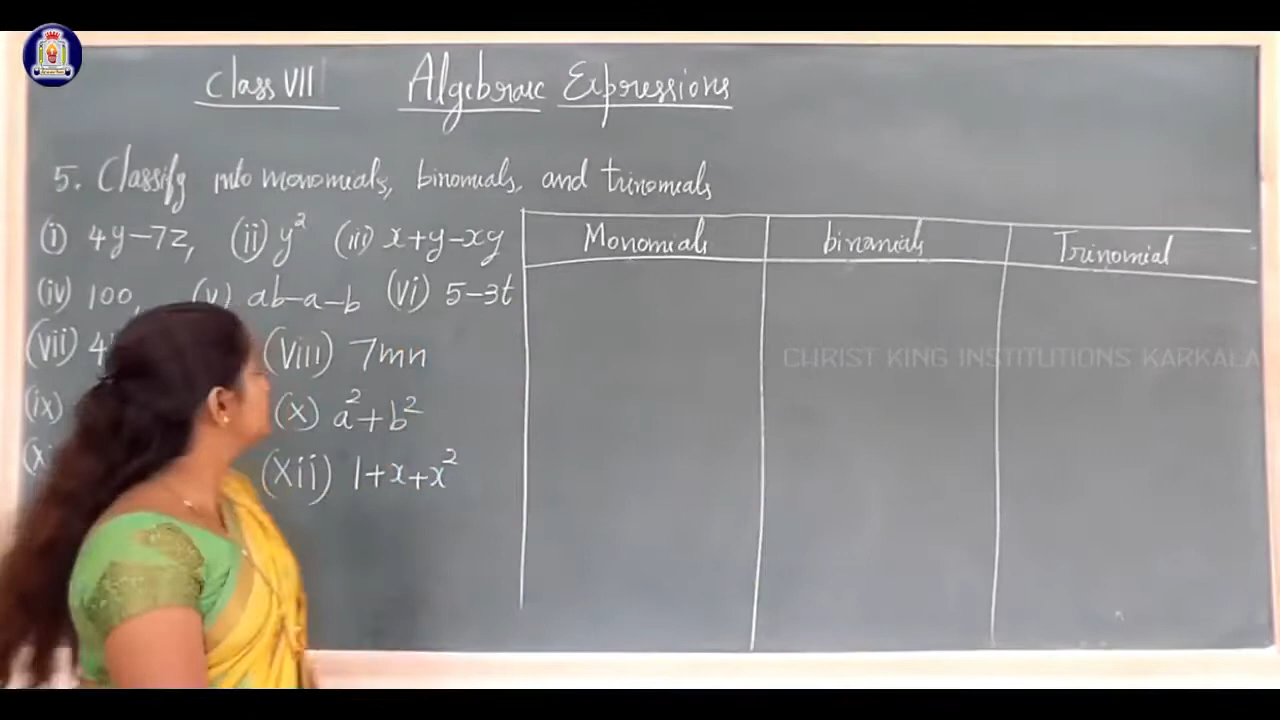 Class VII Algebraic Expressions
5. Classify into monomials, binomials, and trinomials
(i) 4y-7z, (ii) y² (iii) x+y-xy
(iv) 100, (v) ab-a-b (vi) 5-3t
(vii) 4 (viii) 7mn
(ix) (x) a²+b²
(xii) 1+x+x²
Monomials binamials Trinomial
CHRIST KING INSTITUTIONS KARKALA